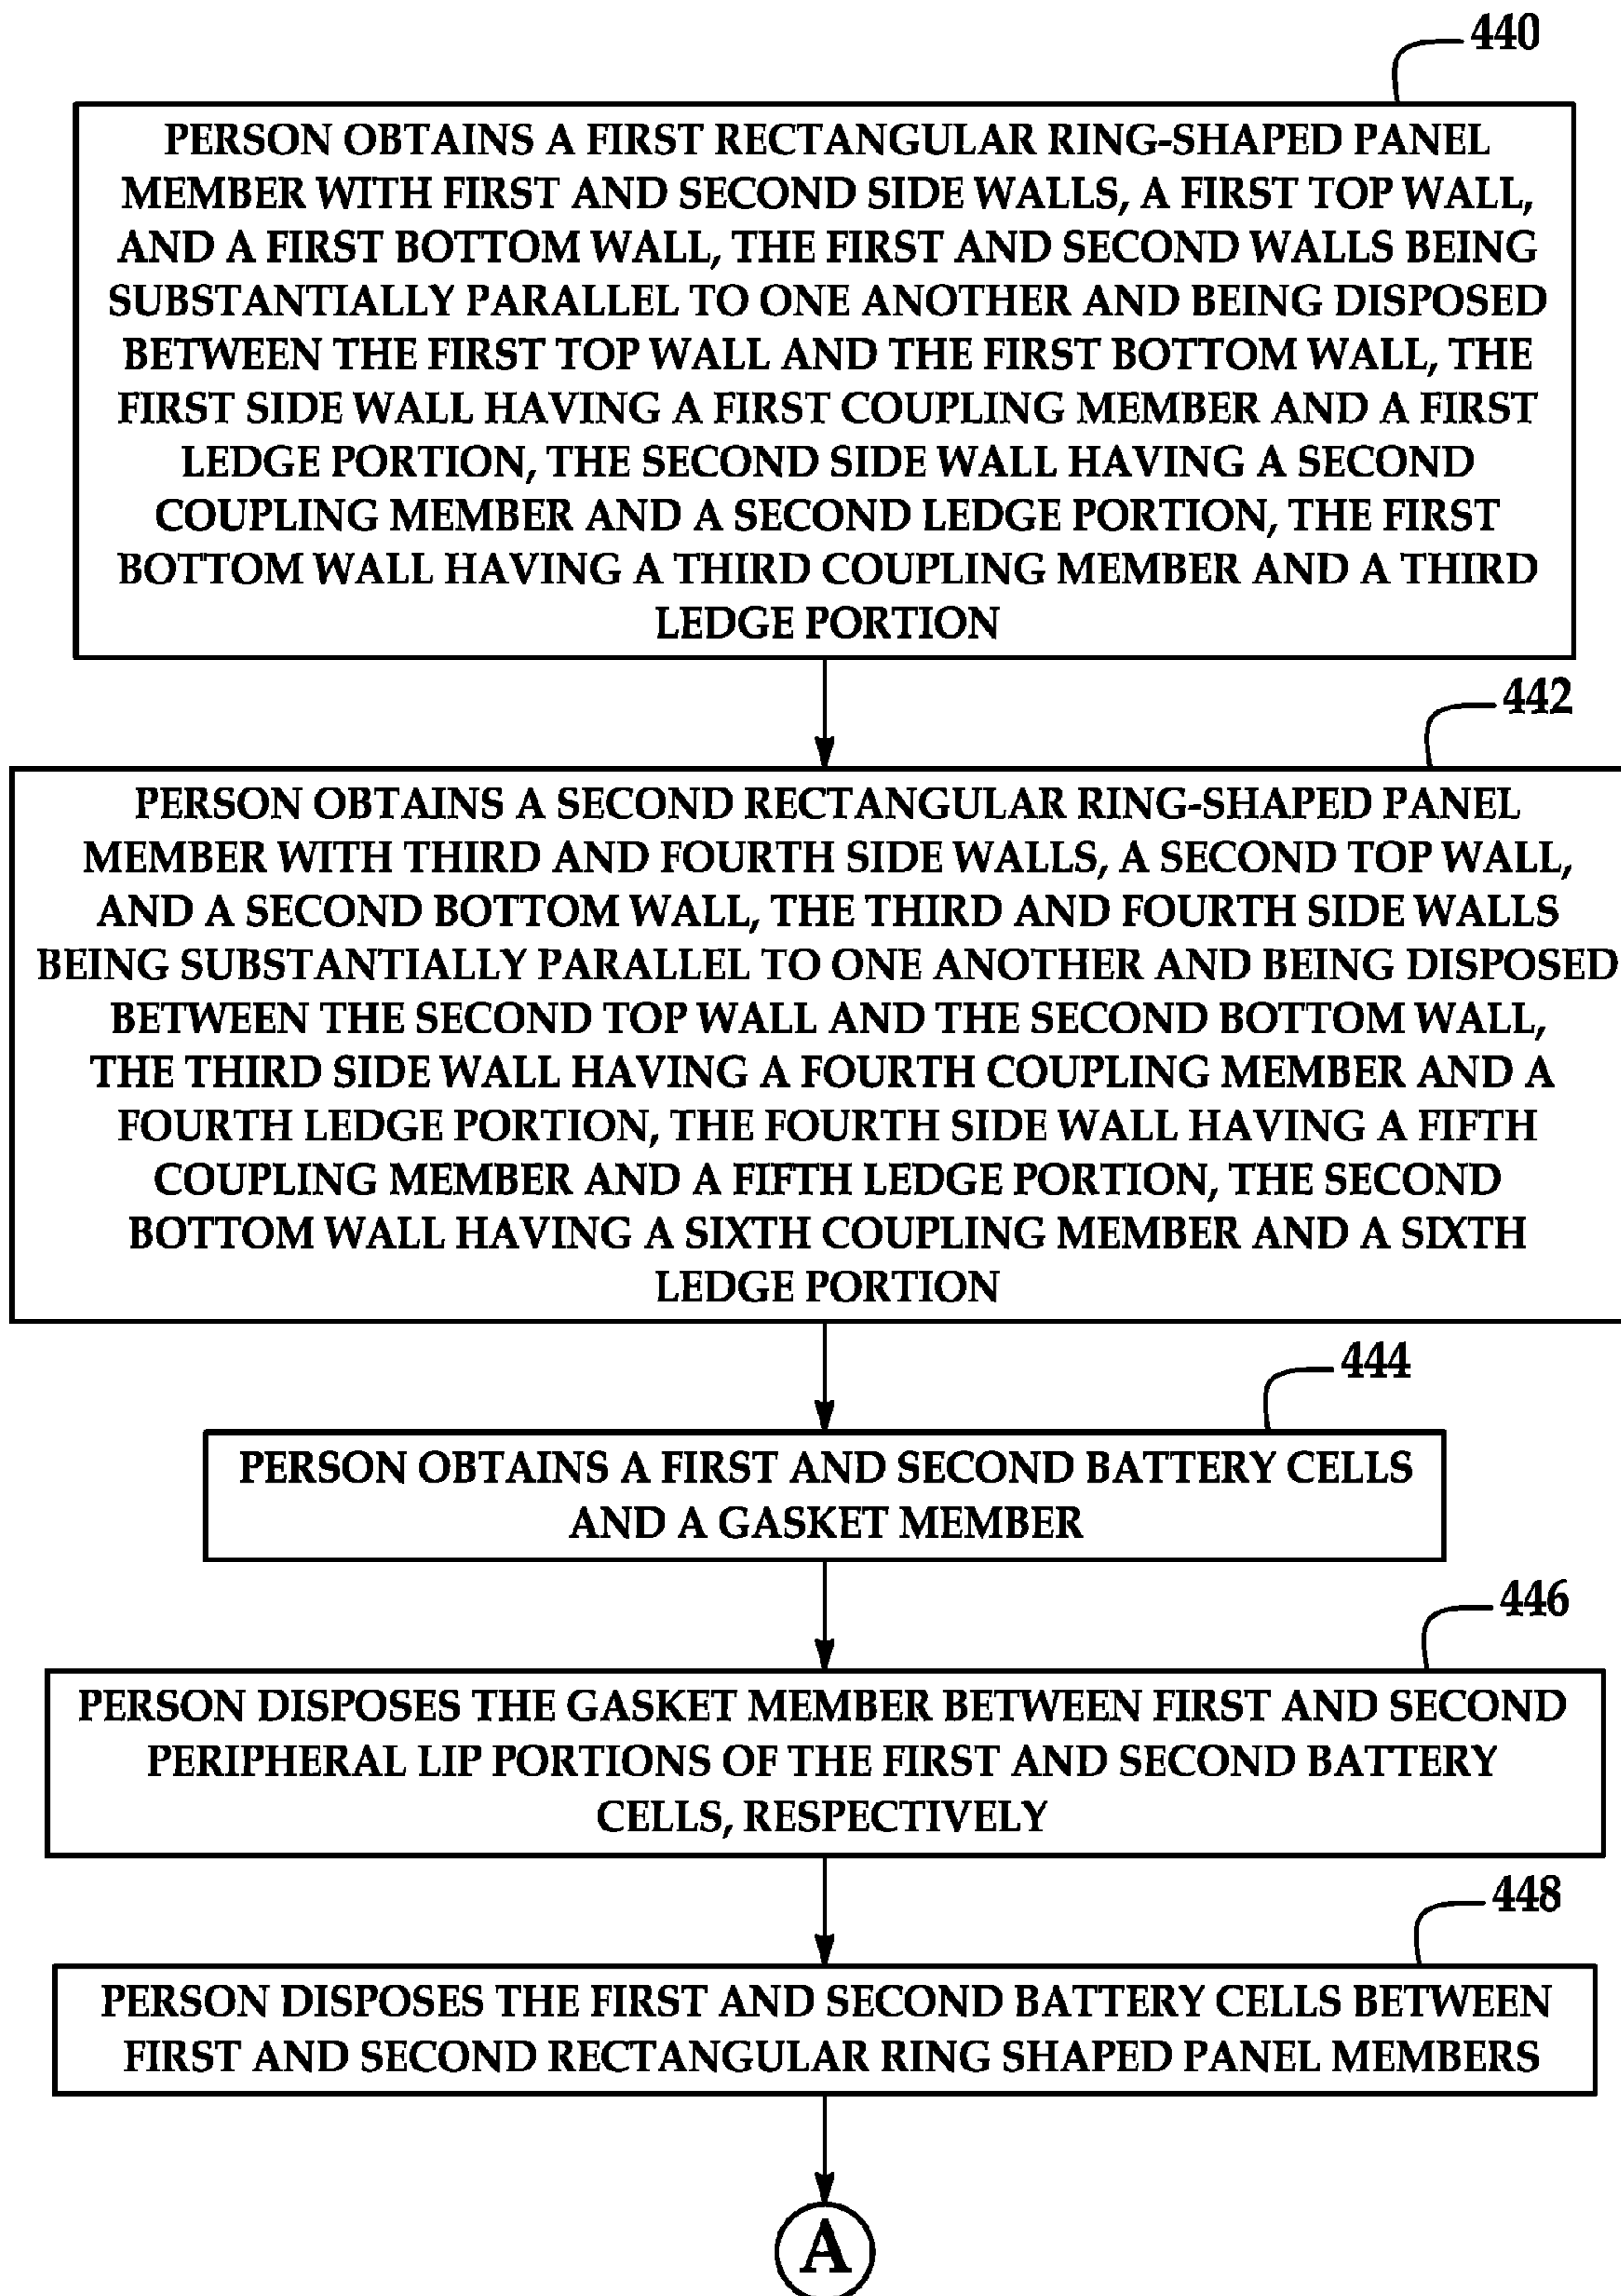 440
PERSON OBTAINS A FIRST RECTANGULAR RING-SHAPED PANEL
MEMBER WITH FIRST AND SECOND SIDE WALLS, A FIRST TOP WALL,
AND A FIRST BOTTOM WALL, THE FIRST AND SECOND WALLS BEING
SUBSTANTIALLY PARALLEL TO ONE ANOTHER AND BEING DISPOSED
BETWEEN THE FIRST TOP WALL AND THE FIRST BOTTOM WALL, THE
FIRST SIDE WALL HAVING A FIRST COUPLING MEMBER AND A FIRST
LEDGE PORTION, THE SECOND SIDE WALL HAVING A SECOND
COUPLING MEMBER AND A SECOND LEDGE PORTION, THE FIRST
BOTTOM WALL HAVING A THIRD COUPLING MEMBER AND A THIRD
LEDGE PORTION
442
PERSON OBTAINS A SECOND RECTANGULAR RING-SHAPED PANEL
MEMBER WITH THIRD AND FOURTH SIDE WALLS, A SECOND TOP WALL,
AND A SECOND BOTTOM WALL, THE THIRD AND FOURTH SIDE WALLS
BEING SUBSTANTIALLY PARALLEL TO ONE ANOTHER AND BEING DISPOSED
BETWEEN THE SECOND TOP WALL AND THE SECOND BOTTOM WALL,
THE THIRD SIDE WALL HAVING A FOURTH COUPLING MEMBER AND A
FOURTH LEDGE PORTION, THE FOURTH SIDE WALL HAVING A FIFTH
COUPLING MEMBER AND A FIFTH LEDGE PORTION, THE SECOND
BOTTOM WALL HAVING A SIXTH COUPLING MEMBER AND A SIXTH
LEDGE PORTION
444
PERSON OBTAINS A FIRST AND SECOND BATTERY CELLS
AND A GASKET MEMBER
446
PERSON DISPOSES THE GASKET MEMBER BETWEEN FIRST AND SECOND
PERIPHERAL LIP PORTIONS OF THE FIRST AND SECOND BATTERY
CELLS, RESPECTIVELY
448
PERSON DISPOSES THE FIRST AND SECOND BATTERY CELLS BETWEEN
FIRST AND SECOND RECTANGULAR RING SHAPED PANEL MEMBERS
A